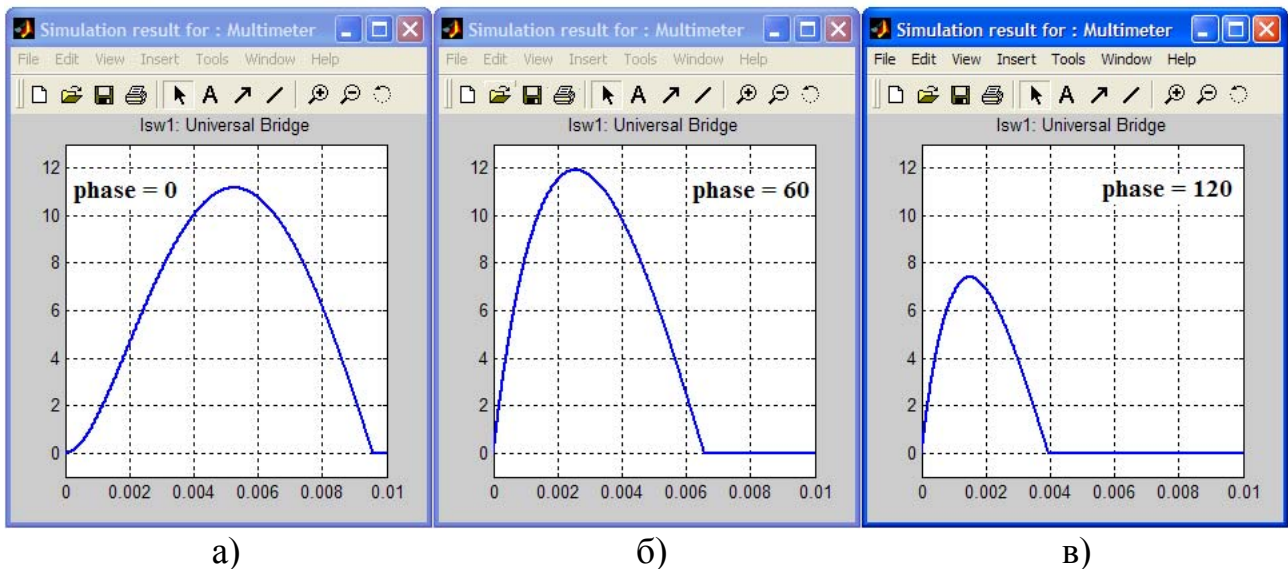 Simulation result for : Multimeter
File Edit View Insert Tools Window Help
A
Isw1: Universal Bridge
phase = 0
12
10
8
6
4
2
0
0 0.002 0.004 0.006 0.008 0.01
а)
Simulation result for : Multimeter
File Edit View Insert Tools Window Help
A
Isw1: Universal Bridge
phase = 60
12
10
8
6
4
2
0
0 0.002 0.004 0.006 0.008 0.01
б)
Simulation result for : Multimeter
File Edit View Insert Tools Window Help
A
Isw1: Universal Bridge
phase = 120
12
10
8
6
4
2
0
0 0.002 0.004 0.006 0.008 0.01
в)